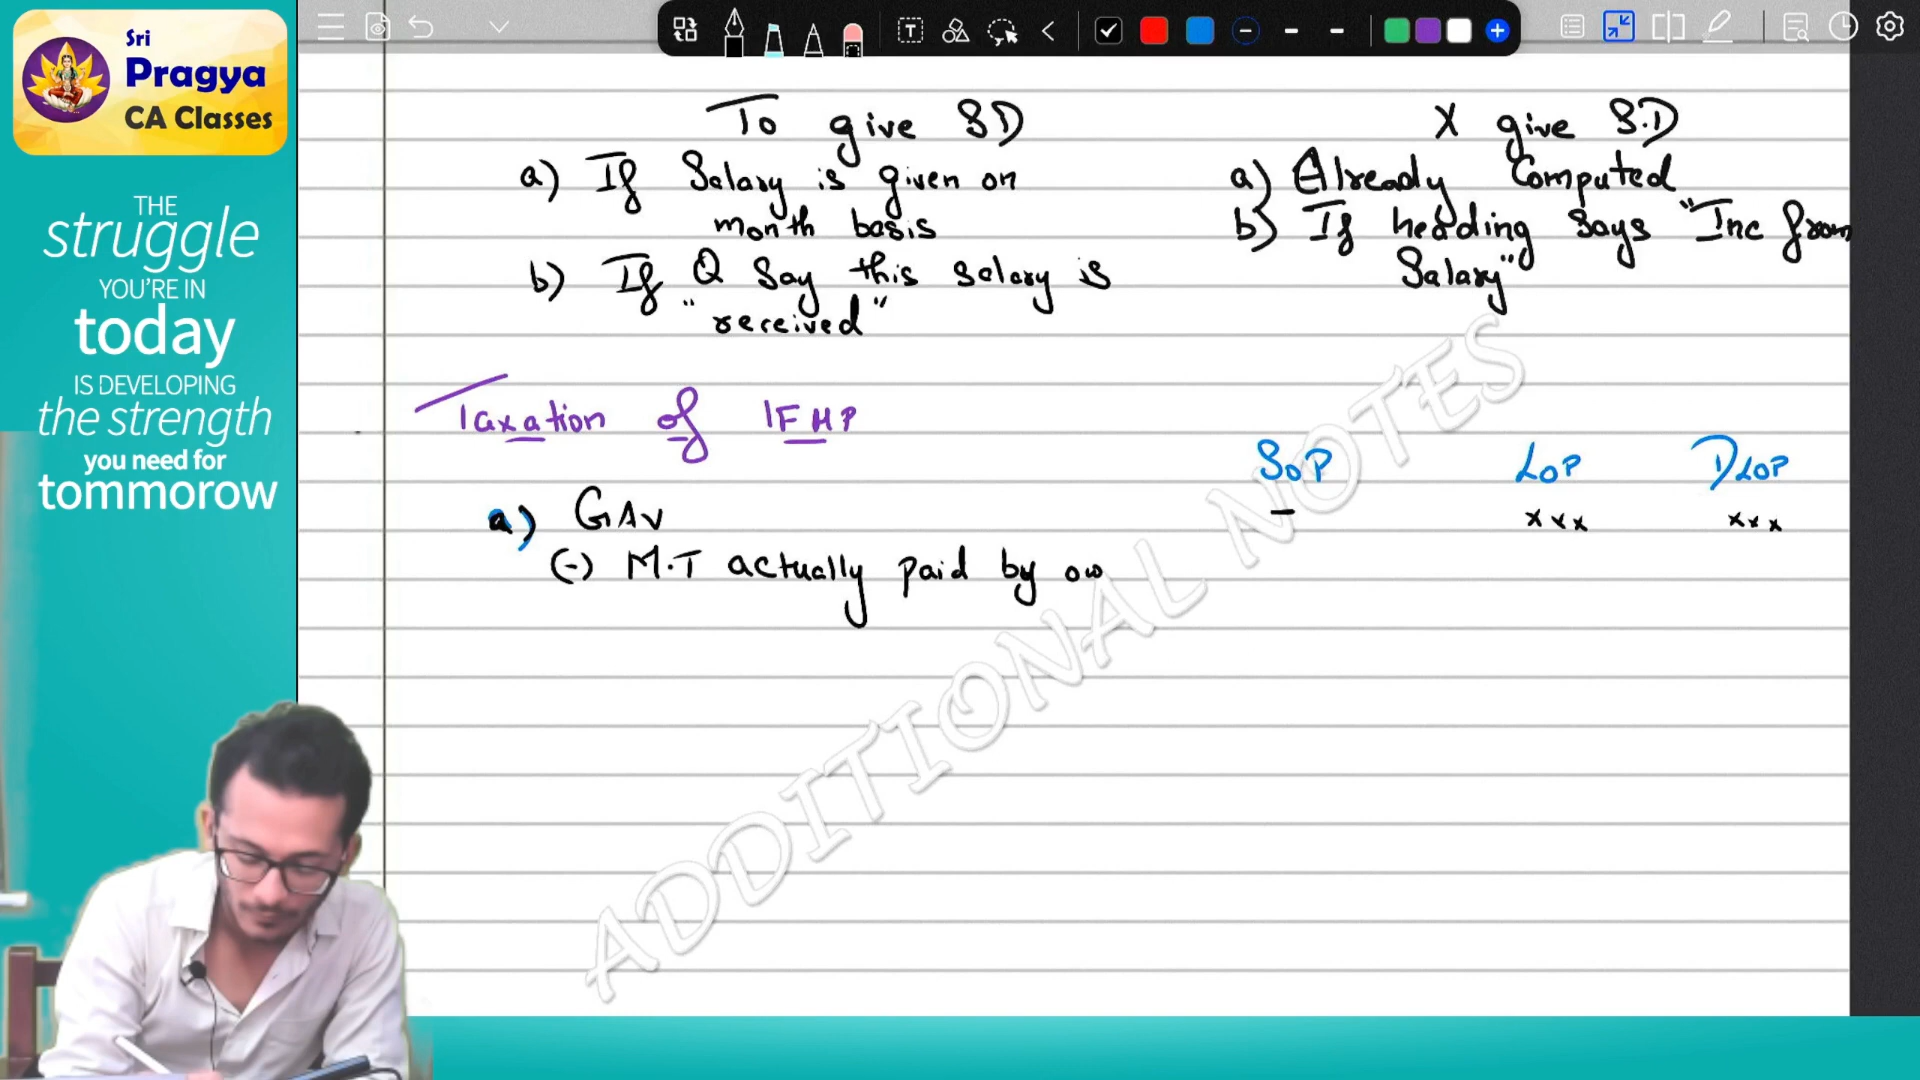 Sri
Pragya
CA Classes
THE
struggle
YOU'RE IN
today
IS DEVELOPING
the strength
you need for
tommorow
To give SD
a) If Salary is given on
month basis
b) If Q Say this salary is
"received"
X give S.D
a) Already Computed
b) If heading Says "Inc from
Salary"
Taxation of IFHP
SOP LOP DLOP
a) GAV - xxx xxx
(-) M.T actually paid by ow
ADDITIONAL NOTES